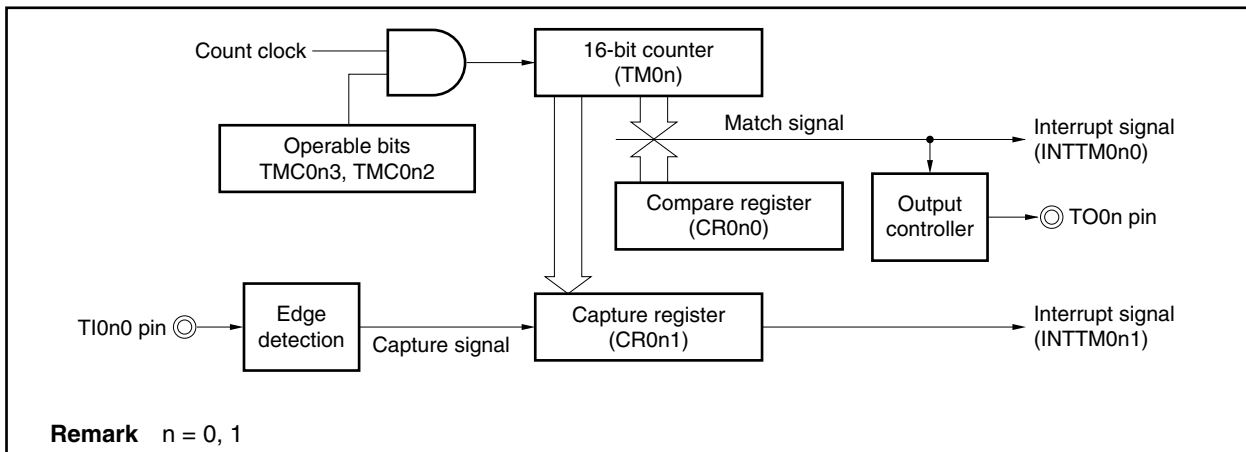 Count clock
16-bit counter
(TM0n)
Operable bits
TMC0n3, TMC0n2
Match signal
Interrupt signal
(INTTM0n0)
Compare register
(CR0n0)
Output
controller
TO0n pin
TI0n0 pin
Edge
detection
Capture signal
Capture register
(CR0n1)
Interrupt signal
(INTTM0n1)
Remark n = 0, 1